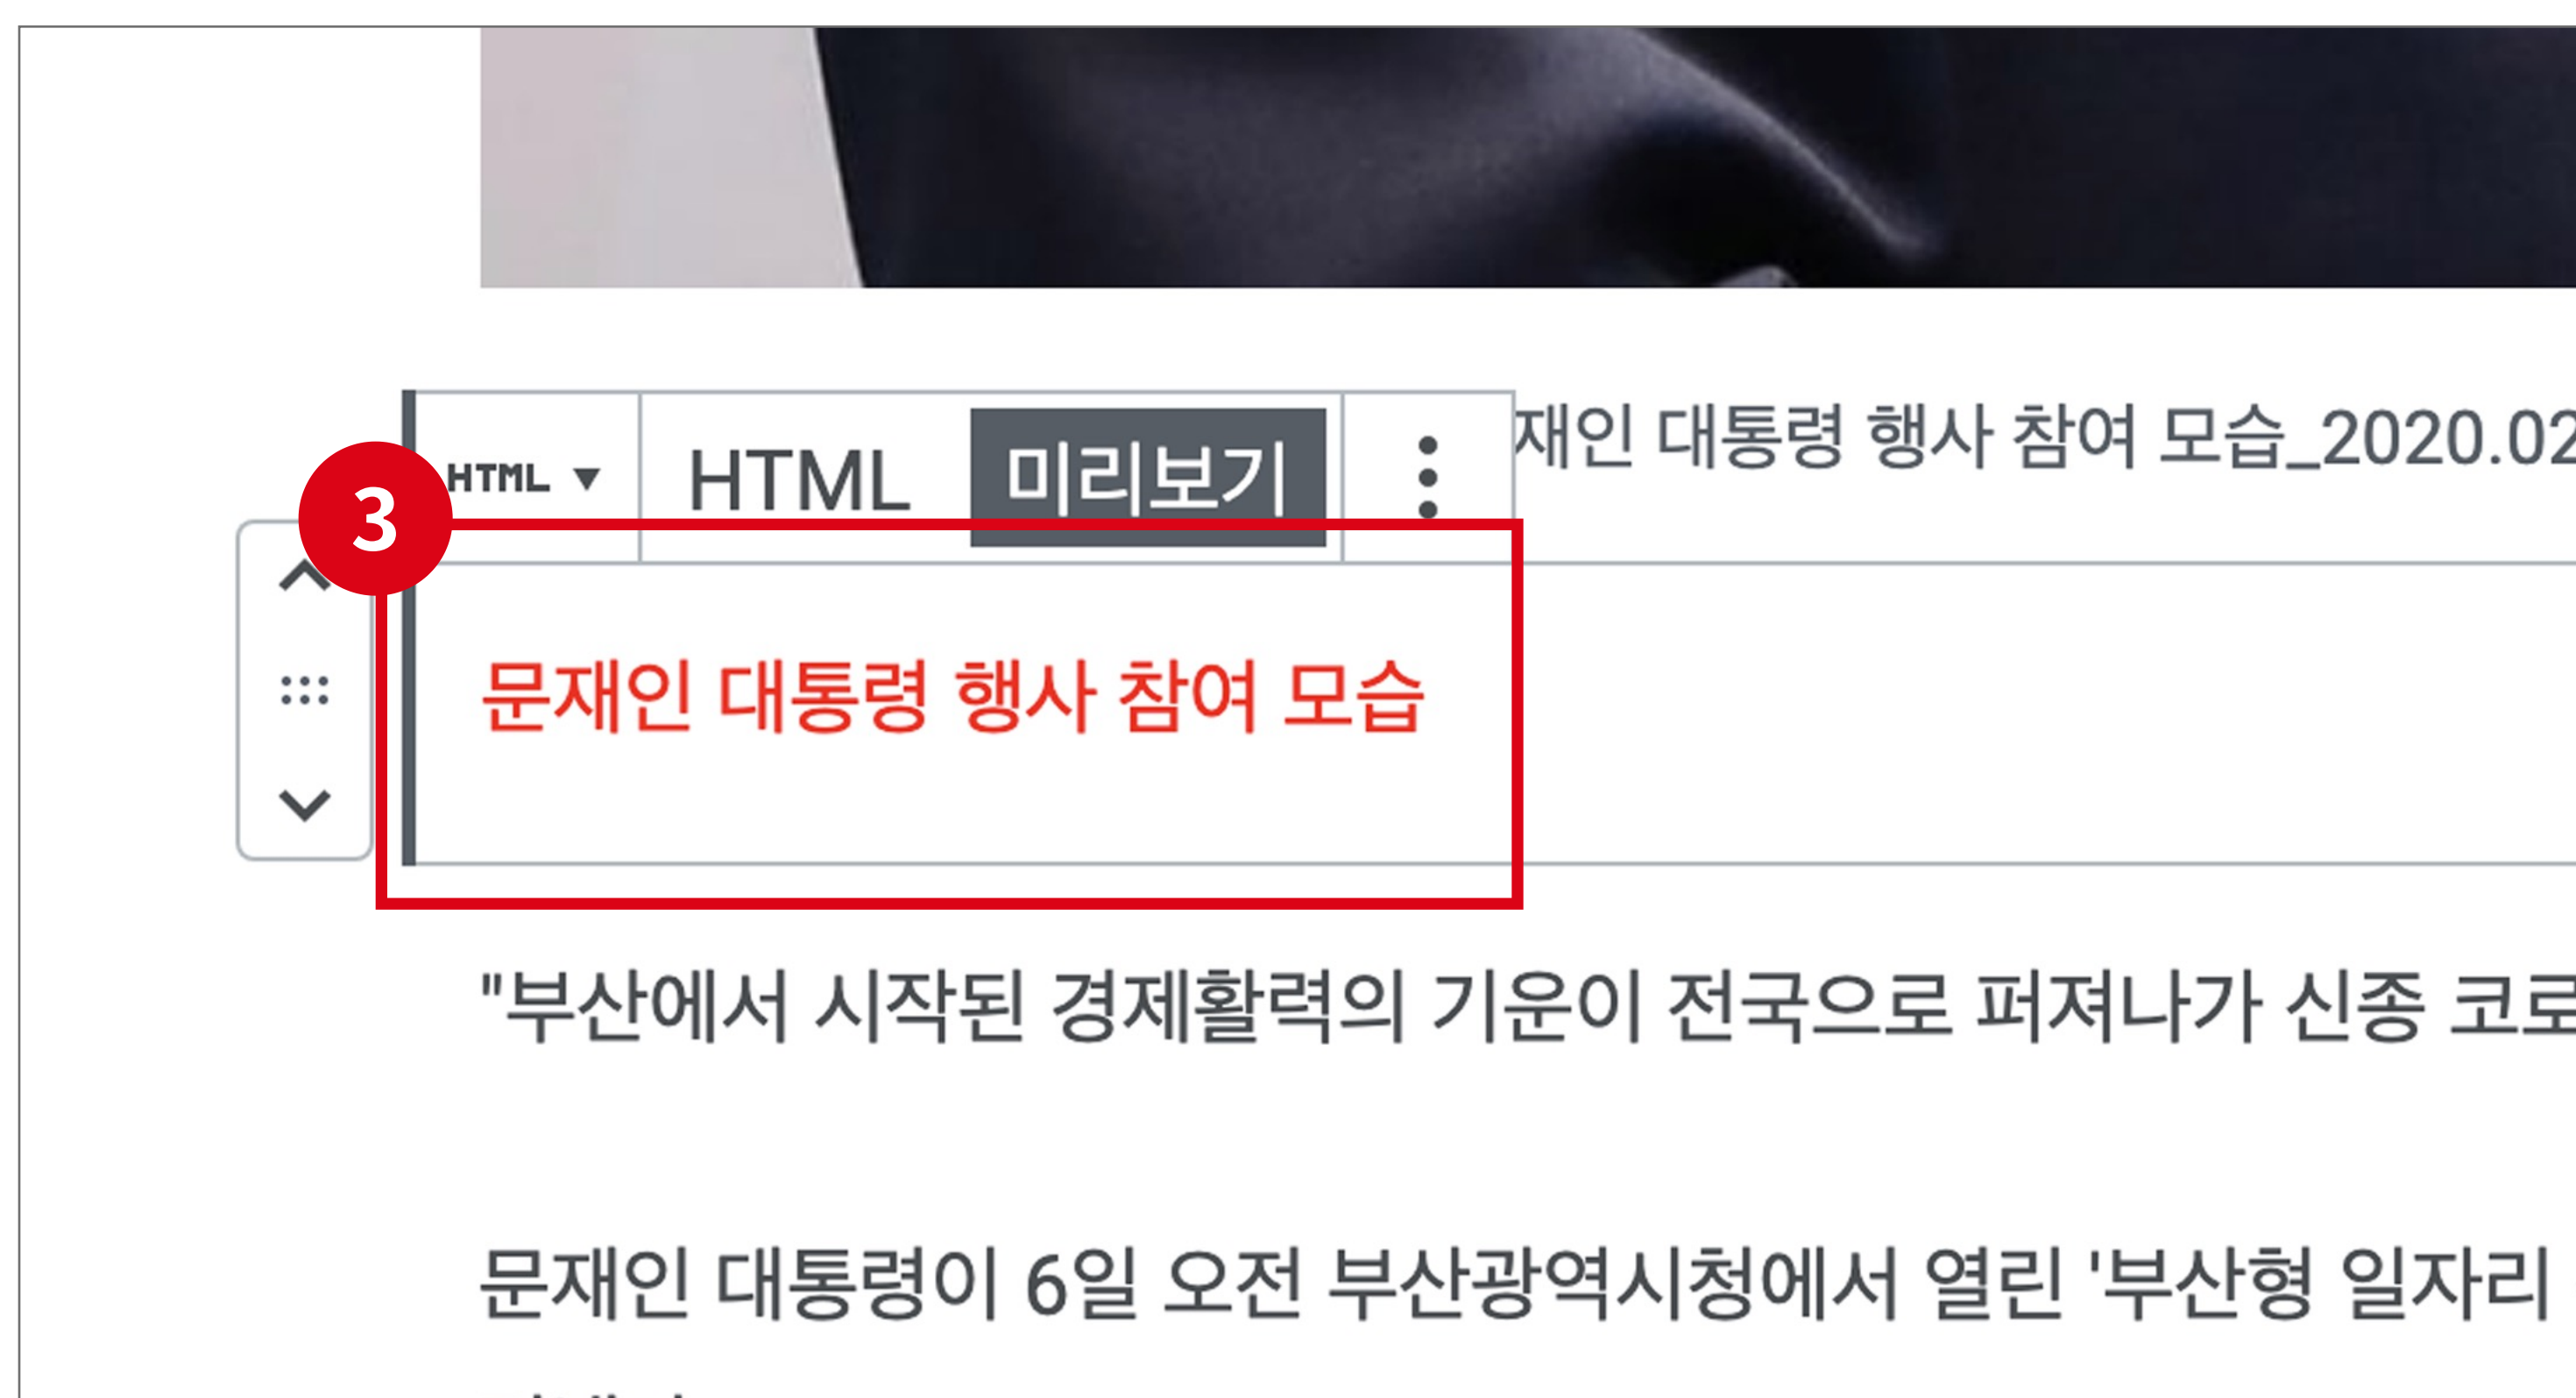 재인 대통령 행사 참여 모습_2020.02
HTML HTML 미리보기
3
문재인 대통령 행사 참여 모습
"부산에서 시작된 경제활력의 기운이 전국으로 퍼져나가 신종 코로
문재인 대통령이 6일 오전 부산광역시청에서 열린 '부산형 일자리